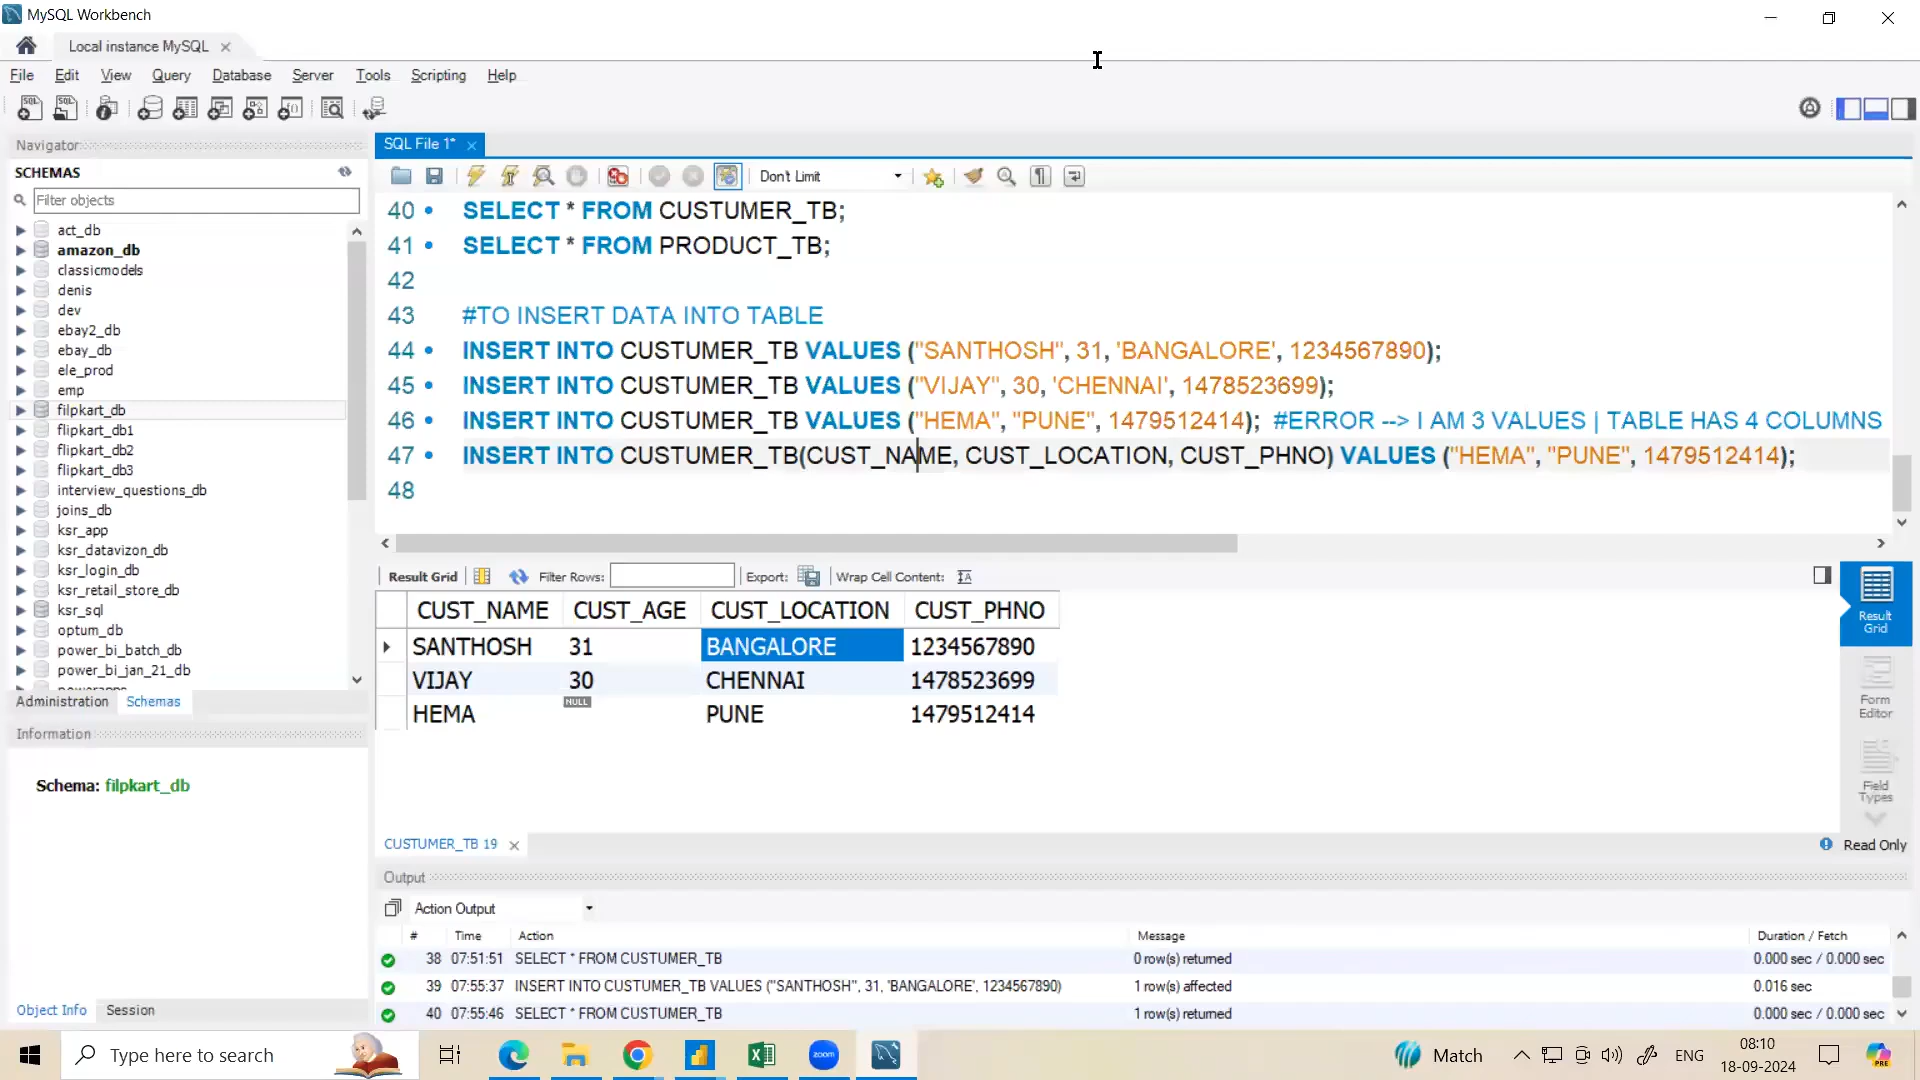 MySQL Workbench
Local instance MySQL
File Edit View Query Database Server Tools Scripting Help
Navigator
SCHEMAS
Filter objects
act_db
amazon_db
classicmodels
denis
dev
ebay2_db
ebay_db
ele_prod
emp
filpkart_db
flipkart_db1
flipkart_db2
flipkart_db3
interview_questions_db
joins_db
ksr_app
ksr_datavizon_db
ksr_login_db
ksr_retail_store_db
ksr_sql
optum_db
power_bi_batch_db
power_bi_jan_21_db
Administration Schemas
Information
Schema: filpkart_db
Object Info Session
SQL File 1*
Don't Limit
40 SELECT * FROM CUSTUMER_TB;
41 SELECT * FROM PRODUCT_TB;
42
43 #TO INSERT DATA INTO TABLE
44 INSERT INTO CUSTUMER_TB VALUES ("SANTHOSH", 31, 'BANGALORE', 1234567890);
45 INSERT INTO CUSTUMER_TB VALUES ("VIJAY", 30, 'CHENNAI', 1478523699);
46 INSERT INTO CUSTUMER_TB VALUES ("HEMA", "PUNE", 1479512414); #ERROR --> I AM 3 VALUES | TABLE HAS 4 COLUMNS
47 INSERT INTO CUSTUMER_TB(CUST_NAME, CUST_LOCATION, CUST_PHNO) VALUES ("HEMA", "PUNE", 1479512414);
48
Result Grid Filter Rows: Export: Wrap Cell Content:
CUST_NAME CUST_AGE CUST_LOCATION CUST_PHNO
SANTHOSH 31 BANGALORE 1234567890
VIJAY 30 CHENNAI 1478523699
HEMA NULL PUNE 1479512414
Result Grid
Form Editor
Field Types
CUSTUMER_TB 19
Read Only
Output
Action Output
# Time Action Message Duration / Fetch
38 07:51:51 SELECT * FROM CUSTUMER_TB 0 row(s) returned 0.000 sec / 0.000 sec
39 07:55:37 INSERT INTO CUSTUMER_TB VALUES ("SANTHOSH", 31, 'BANGALORE', 1234567890) 1 row(s) affected 0.016 sec
40 07:55:46 SELECT * FROM CUSTUMER_TB 1 row(s) returned 0.000 sec / 0.000 sec
Type here to search
zoom
Match
ENG
08:10
18-09-2024
PRE